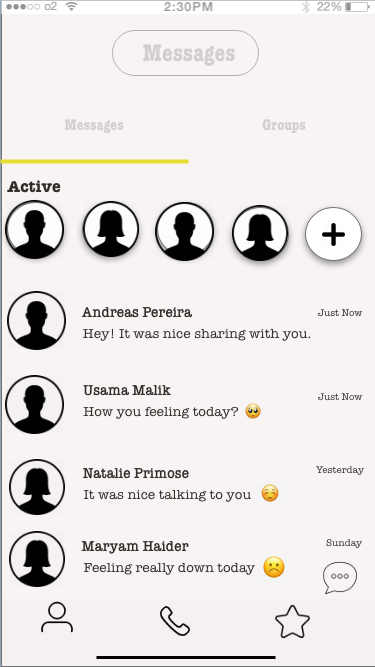 o2 2:30PM 22%
Messages
Messages Groups
Active
Andreas Pereira Just Now
Hey! It was nice sharing with you.
Usama Malik Just Now
How you feeling today? 🥺
Natalie Primose Yesterday
It was nice talking to you ☺️
Maryam Haider Sunday
Feeling really down today ☹️